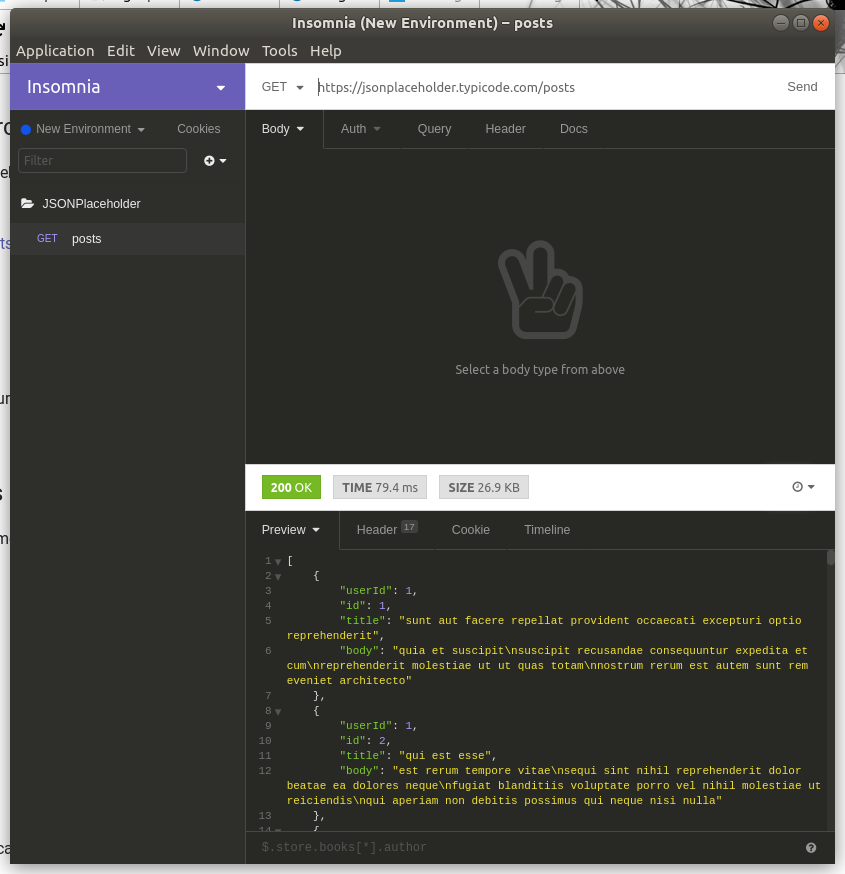 Insomnia (New Environment) – posts
Application Edit View Window Tools Help
Insomnia
GET https://jsonplaceholder.typicode.com/posts Send
New Environment Cookies
Body Auth Query Header Docs
Filter
JSONPlaceholder
GET posts
Select a body type from above
200 OK TIME 79.4 ms SIZE 26.9 KB
Preview Header 17 Cookie Timeline
1 [
2 {
3 "userId": 1,
4 "id": 1,
5 "title": "sunt aut facere repellat provident occaecati excepturi optio
reprehenderit",
6 "body": "quia et suscipit\nsuscipit recusandae consequuntur expedita et
cum\nreprehenderit molestiae ut ut quas totam\nnostrum rerum est autem sunt rem
eveniet architecto"
7 },
8 {
9 "userId": 1,
10 "id": 2,
11 "title": "qui est esse",
12 "body": "est rerum tempore vitae\nsequi sint nihil reprehenderit dolor
beatae ea dolores neque\nfugiat blanditiis voluptate porro vel nihil molestiae ut
reiciendis\nqui aperiam non debitis possimus qui neque nisi nulla"
13 },
14 {
$.store.books[*].author